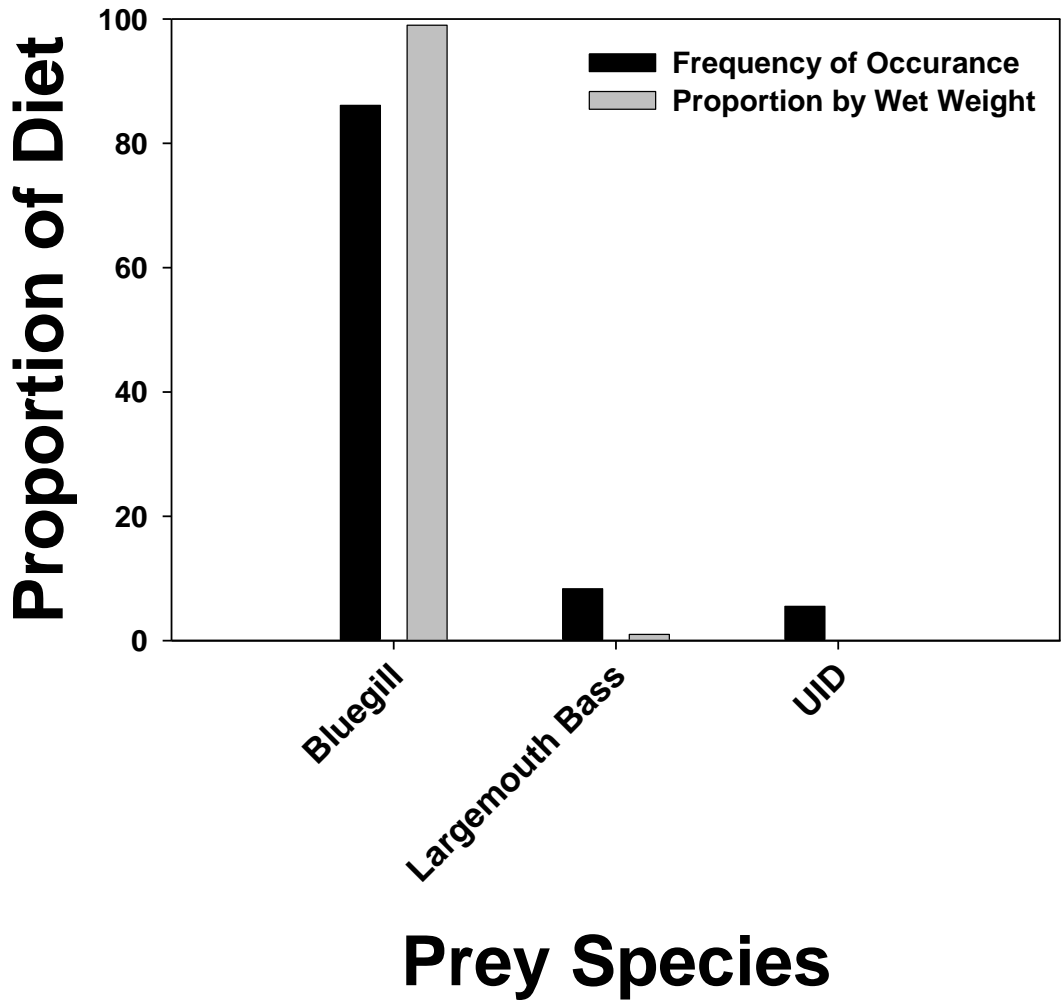 Proportion of Diet
100
80
60
40
20
0
Frequency of Occurance
Proportion by Wet Weight
Bluegill
Largemouth Bass
UID
Prey Species